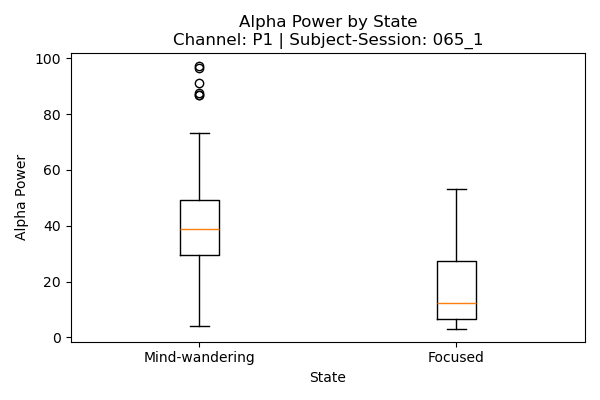 Alpha Power by State
Channel: P1 | Subject-Session: 065_1
Alpha Power
100
80
60
40
20
0
Mind-wandering
Focused
State